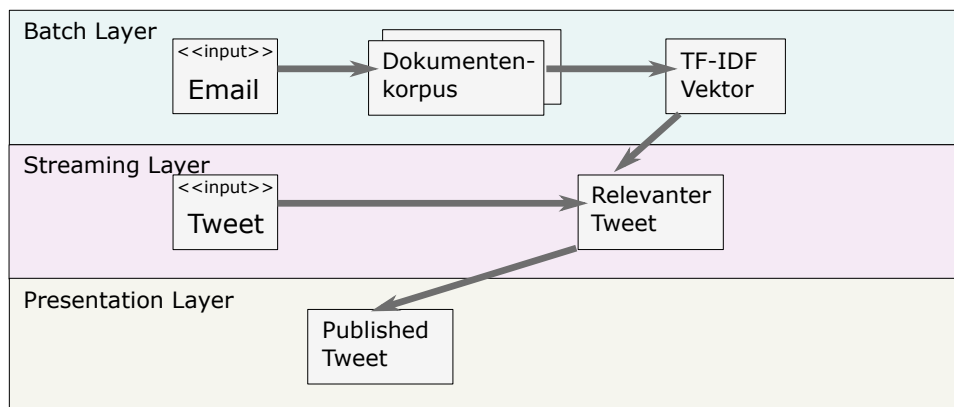 Batch Layer
<<input>>
Email
Dokumenten-
korpus
TF-IDF
Vektor
Streaming Layer
<<input>>
Tweet
Relevanter
Tweet
Presentation Layer
Published
Tweet